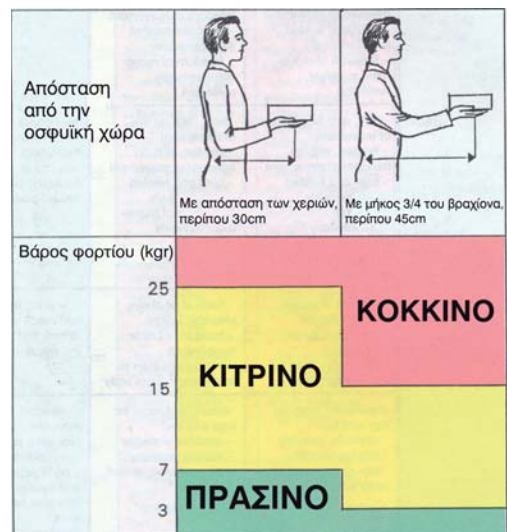 Απόσταση
από την
οσφυϊκή χώρα
Με απόσταση των χεριών,
περίπου 30cm
Με μήκος 3/4 του βραχίονα,
περίπου 45cm
Βάρος φορτίου (kgr)
25
ΚΟΚΚΙΝΟ
ΚΙΤΡΙΝΟ
15
7
ΠΡΑΣΙΝΟ
3